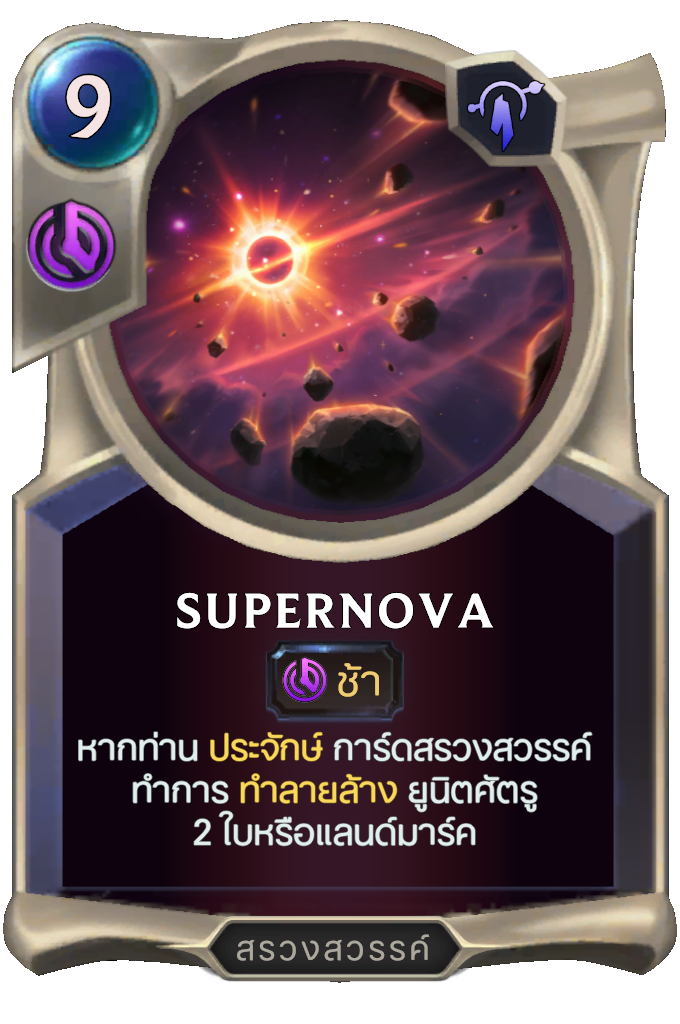 9
SUPERNOVA
ช้า
หากท่าน ประจักษ์ การ์ดสรวงสวรรค์
ทำการ ทำลายล้าง ยูนิตศัตรู
2 ใบหรือแลนด์มาร์ค
สรวงสวรรค์